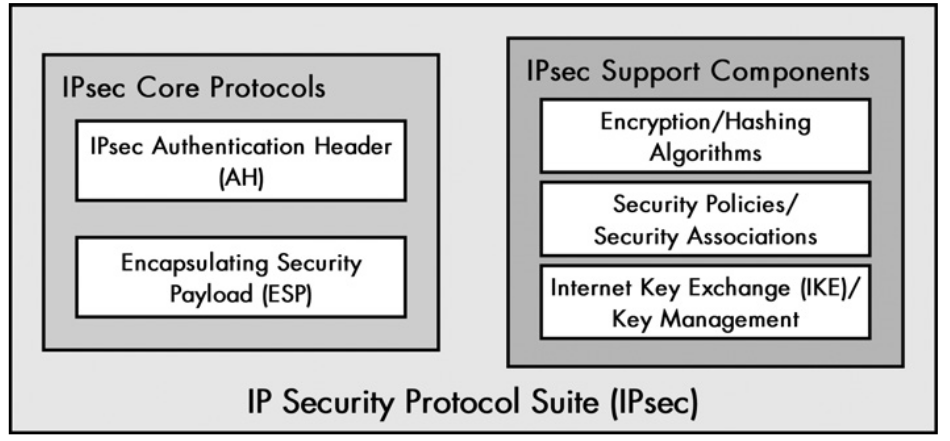 IPsec Core Protocols
IPsec Authentication Header
(AH)
Encapsulating Security
Payload (ESP)
IPsec Support Components
Encryption/Hashing
Algorithms
Security Policies/
Security Associations
Internet Key Exchange (IKE)/
Key Management
IP Security Protocol Suite (IPsec)